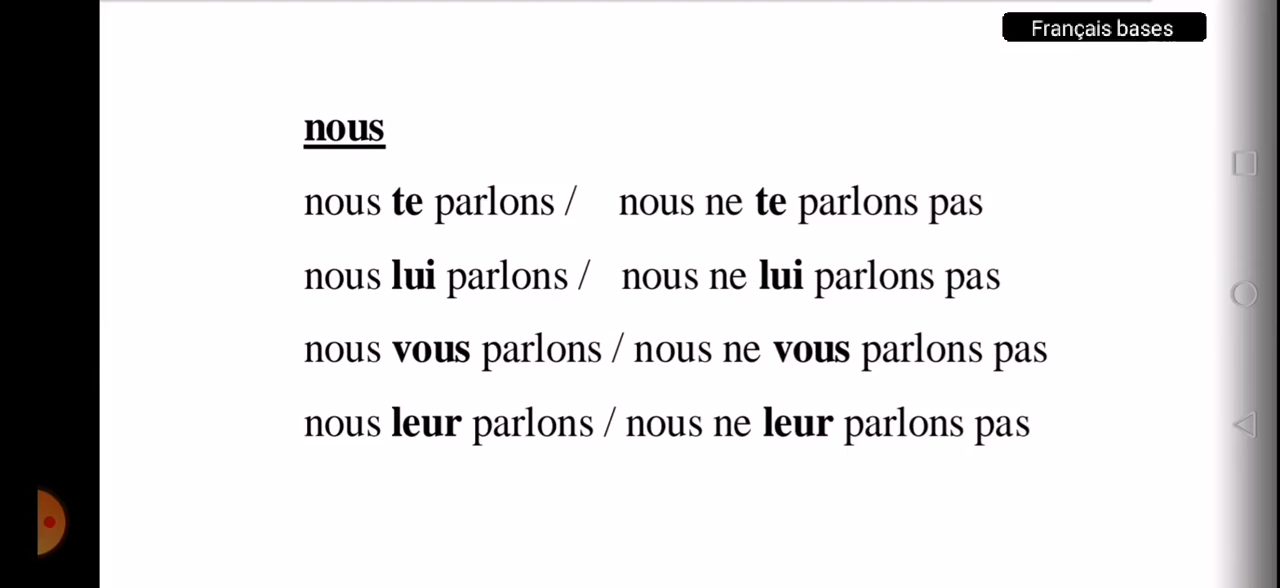 Français bases
nous
nous te parlons / nous ne te parlons pas
nous lui parlons / nous ne lui parlons pas
nous vous parlons / nous ne vous parlons pas
nous leur parlons / nous ne leur parlons pas